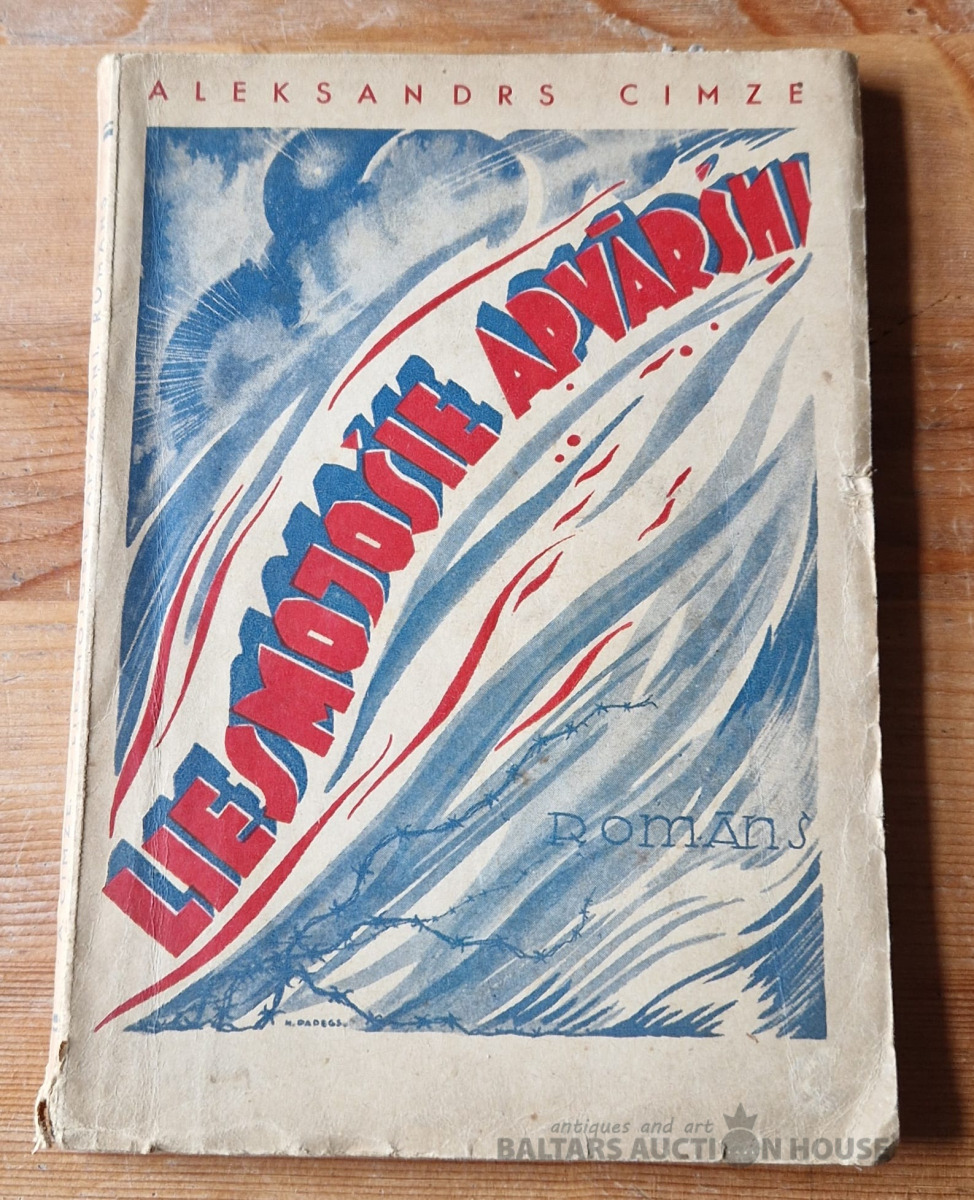 ALEKSANDRS CIMZE
LIESMOJOŠIE APVĀRŠŅI
ROMĀNS
K. PADEGS.
antiques and art
BALTARS AUCTION HOUSE